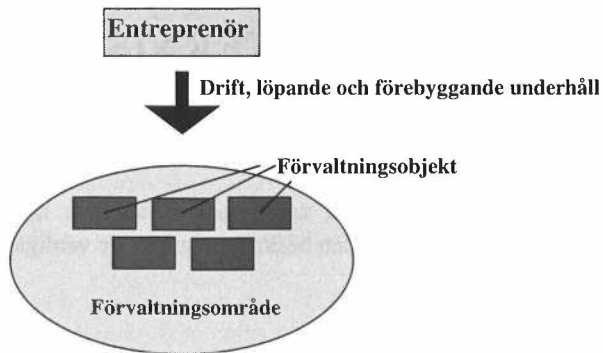 Entreprenör
Drift, löpande och förebyggande underhåll
Förvaltningsobjekt
Förvaltningsområde